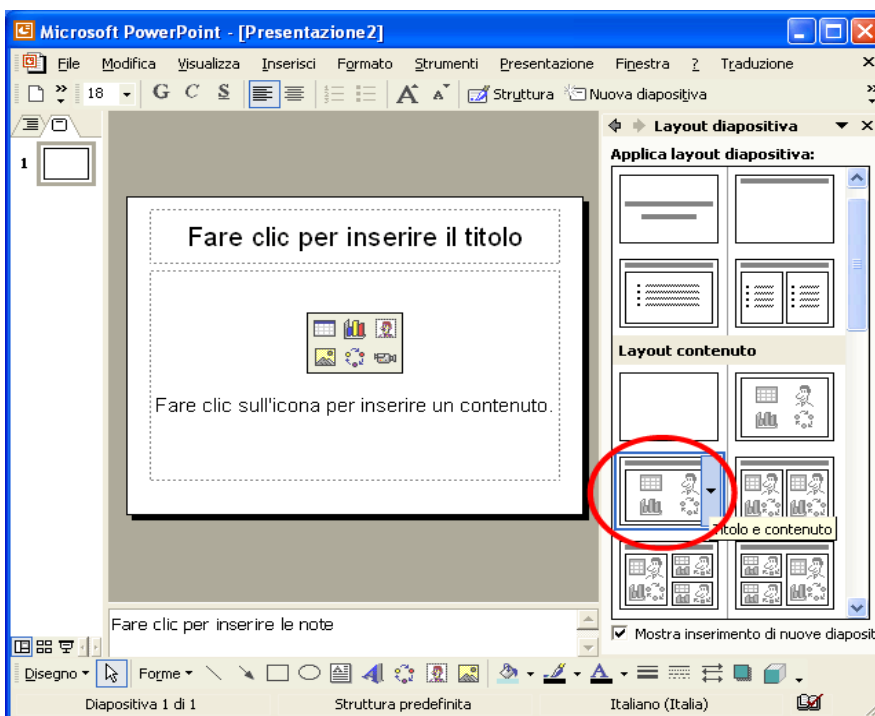 Microsoft PowerPoint - [Presentazione2]
File Modifica Visualizza Inserisci Formato Strumenti Presentazione Finestra ? Traduzione
18 G C S A A Struttura Nuova diapositiva
Layout diapositiva
1
Applica layout diapositiva:
Fare clic per inserire il titolo
Layout contenuto
Fare clic sull'icona per inserire un contenuto.
Titolo e contenuto
Fare clic per inserire le note
Mostra inserimento di nuove diaposit
Disegno Forme A
Diapositiva 1 di 1 Struttura predefinita Italiano (Italia)